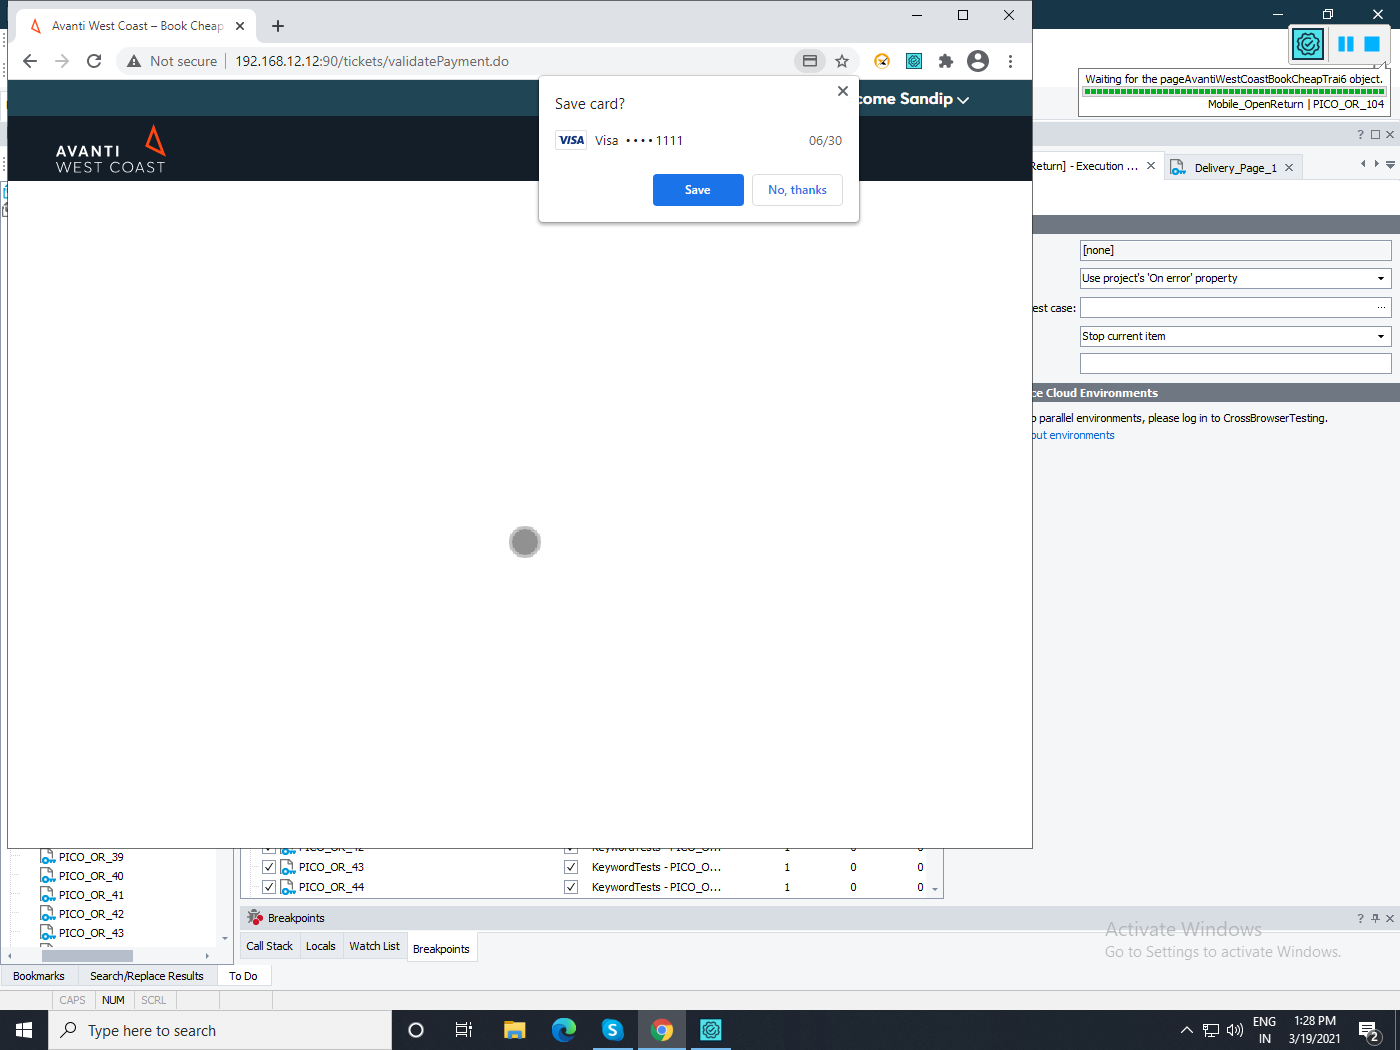 Avanti West Coast – Book Cheap
Not secure
192.168.12.12:90/tickets/validatePayment.do
come Sandip
AVANTI
WEST COAST
Save card?
VISA Visa •••• 1111 06/30
Save
No, thanks
Waiting for the pageAvantiWestCoastBookCheapTrai6 object.
Mobile_OpenReturn | PICO_OR_104
Return] - Execution ...
Delivery_Page_1
[none]
Use project's 'On error' property
est case:
...
Stop current item
ce Cloud Environments
parallel environments, please log in to CrossBrowserTesting.
out environments
PICO_OR_39
PICO_OR_40
PICO_OR_41
PICO_OR_42
PICO_OR_43
PICO_OR_42 KeywordTests - PICO_O... 1 0 0
PICO_OR_43 KeywordTests - PICO_O... 1 0 0
PICO_OR_44 KeywordTests - PICO_O... 1 0 0
Breakpoints
Call Stack Locals Watch List Breakpoints
Activate Windows
Go to Settings to activate Windows.
Bookmarks Search/Replace Results To Do
CAPS NUM SCRL
Type here to search
ENG
IN
1:28 PM
3/19/2021
2